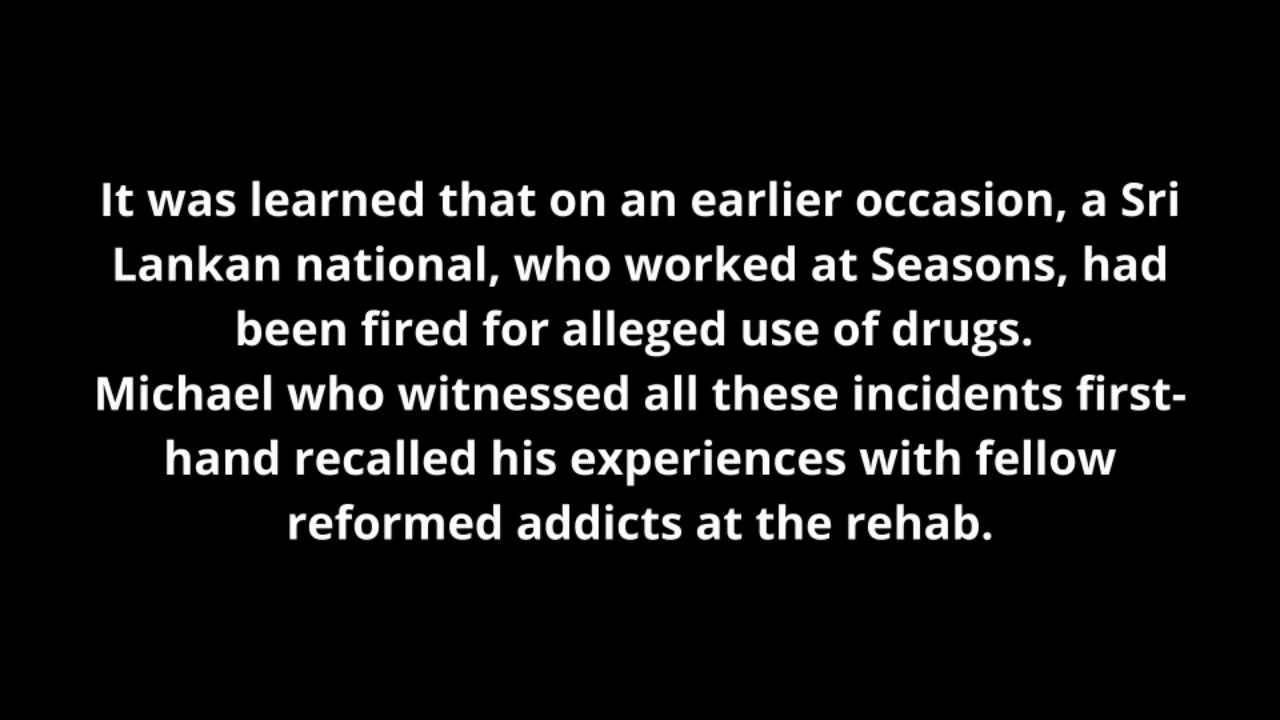 It was learned that on an earlier occasion, a Sri
Lankan national, who worked at Seasons, had
been fired for alleged use of drugs.
Michael who witnessed all these incidents first-
hand recalled his experiences with fellow
reformed addicts at the rehab.